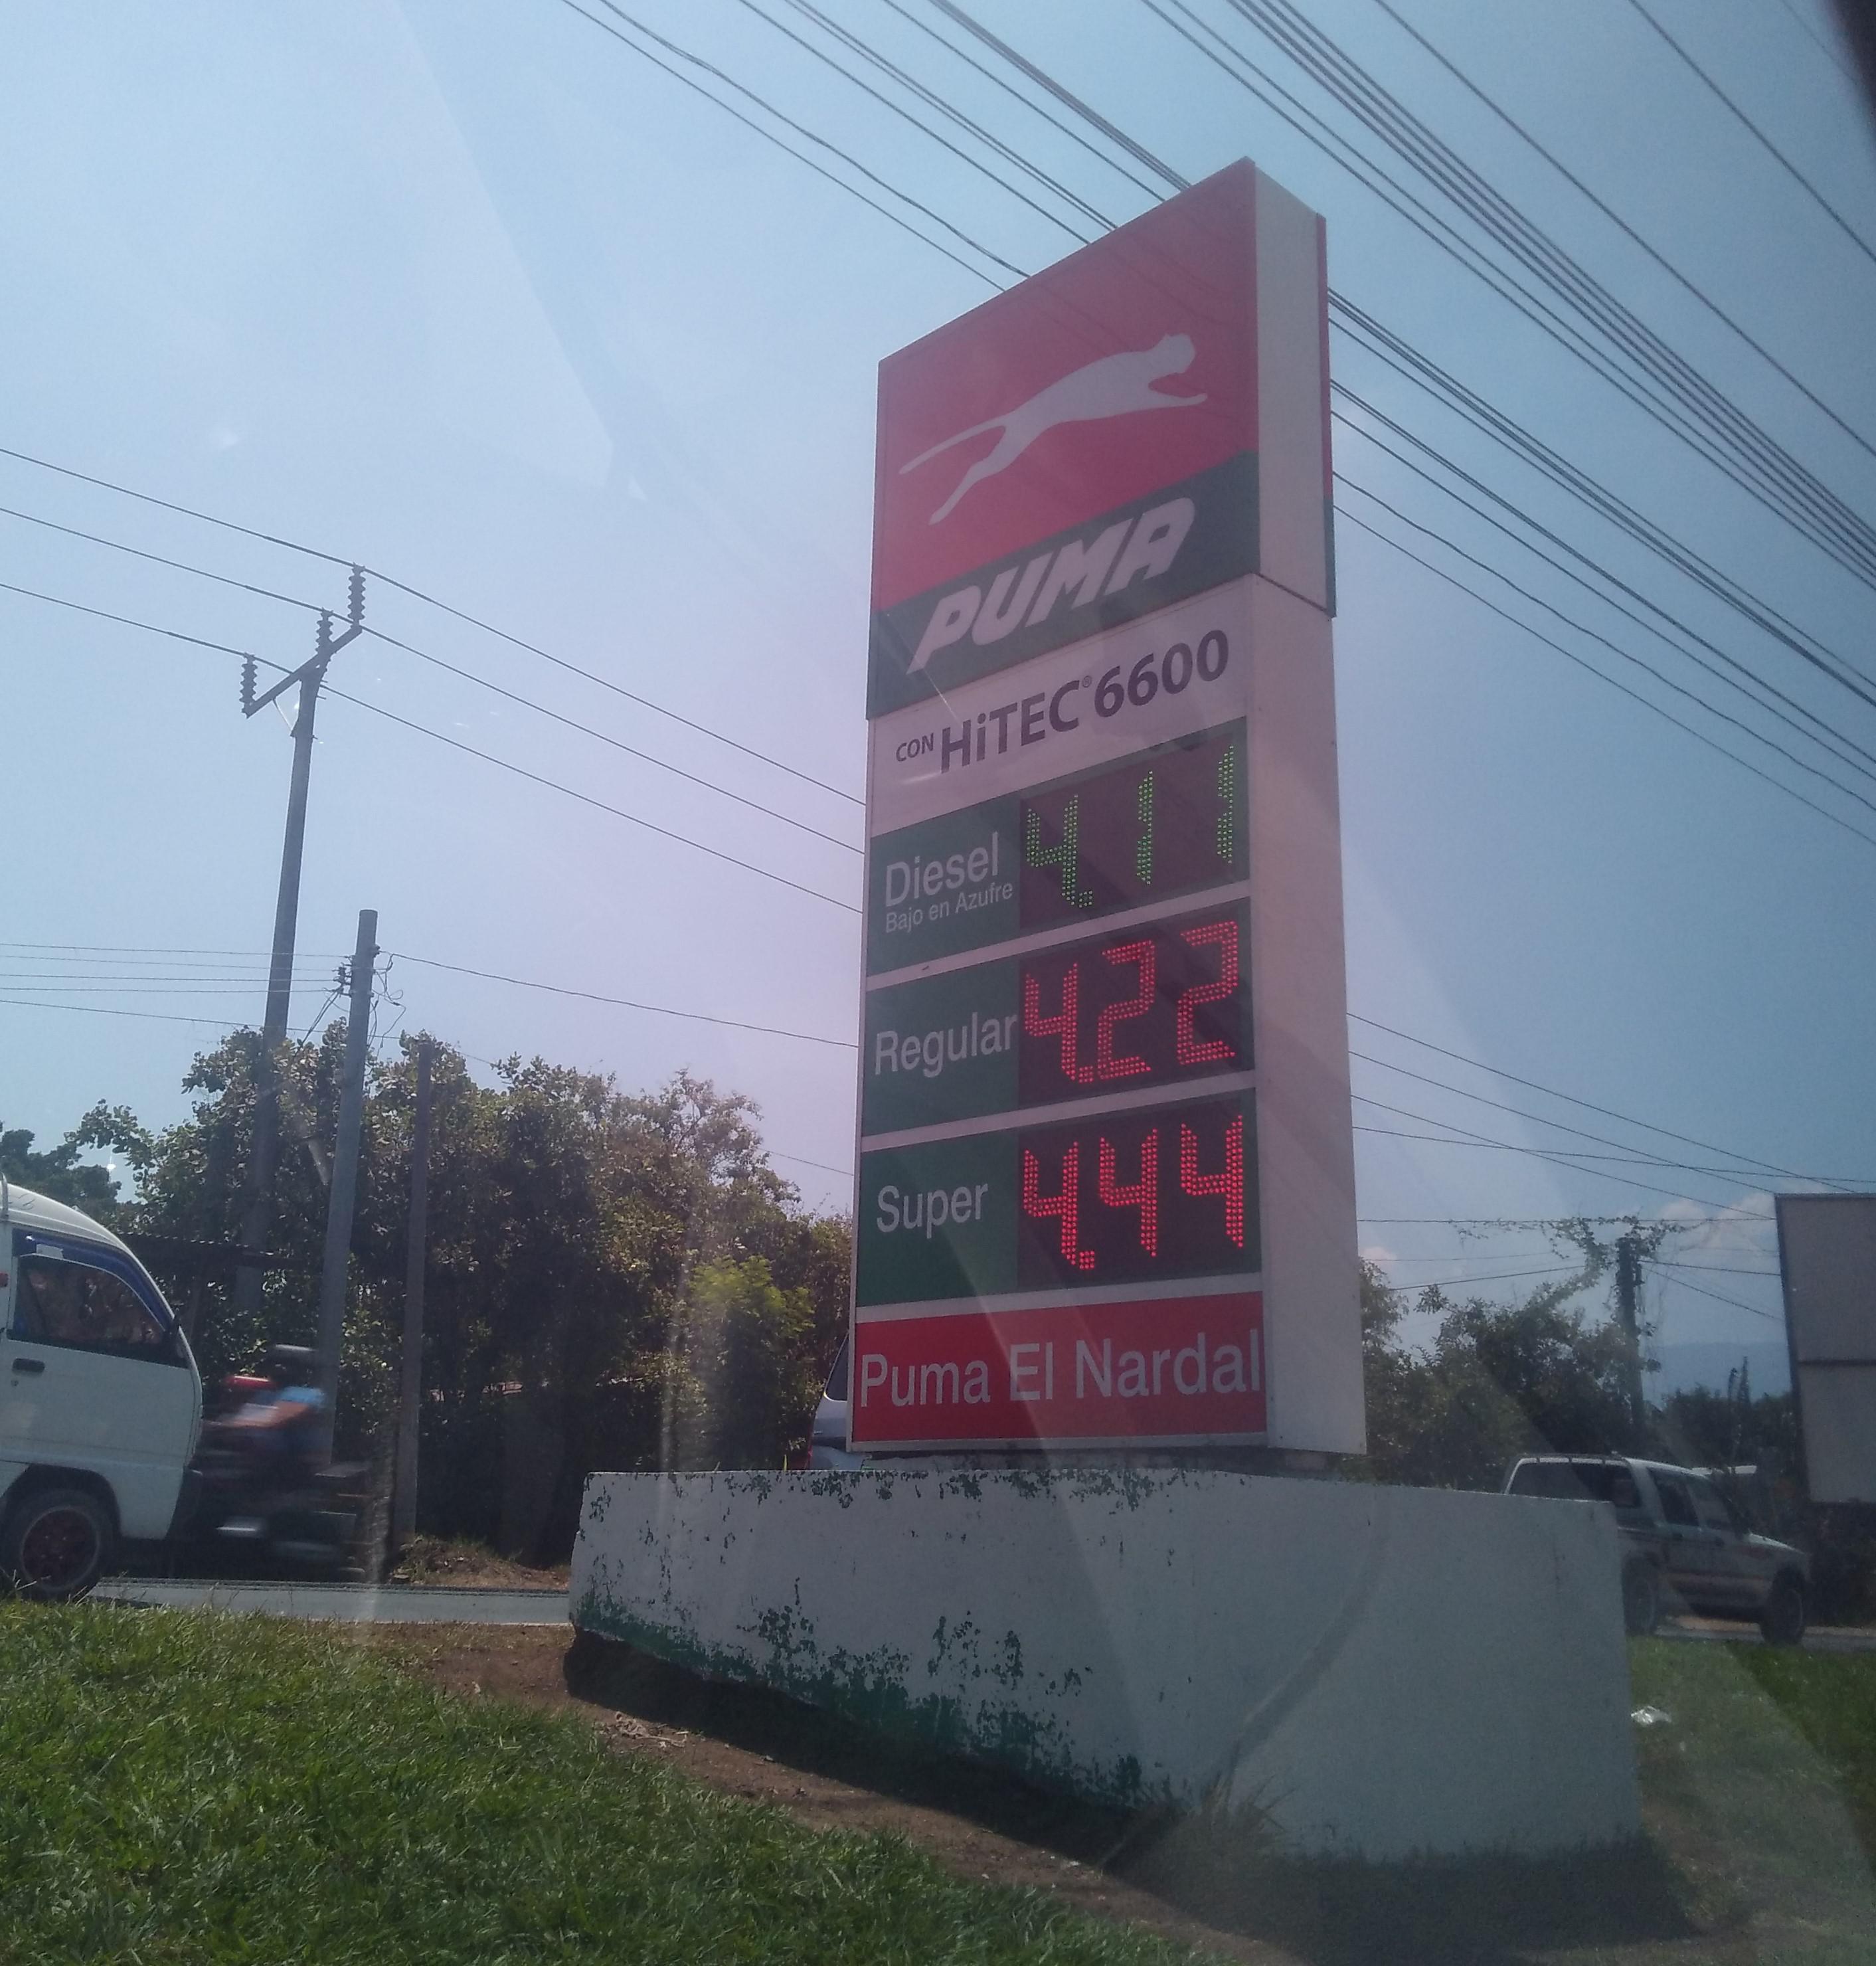 PUMA
CON HiTEC® 6600
Diesel 4.11
Bajo en Azufre
Regular 4.22
Super 4.44
Puma El Nardal